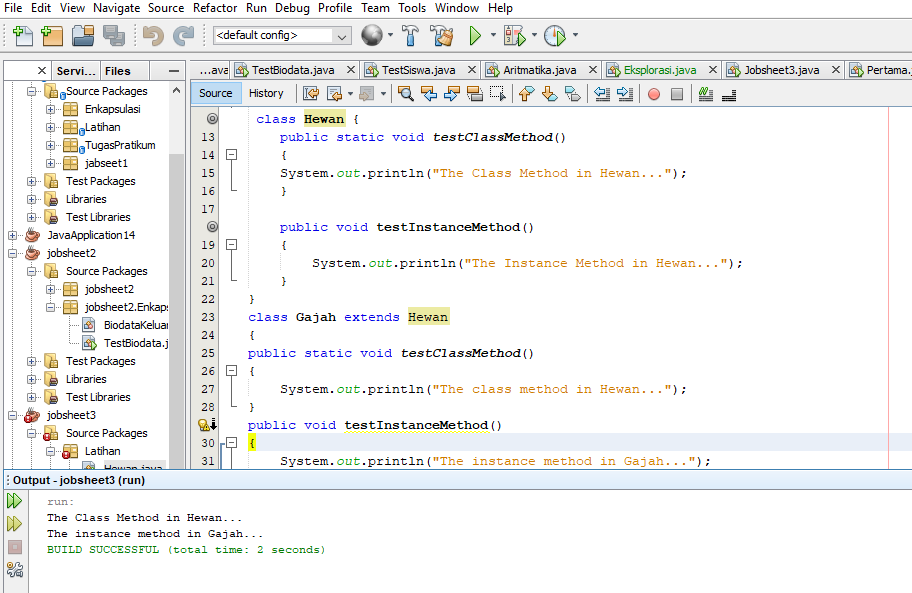 File Edit View Navigate Source Refactor Run Debug Profile Team Tools Window Help
<default config>
Servi... Files
...ava TestBiodata.java TestSiswa.java Aritmatika.java Eksplorasi.java Jobsheet3.java Pertama.
Source History
Source Packages
Enkapsulasi
Latihan
TugasPratikum
jabseet1
Test Packages
Libraries
Test Libraries
JavaApplication14
jobsheet2
Source Packages
jobsheet2
jobsheet2.Enkaps
BiodataKeluar
TestBiodata.j
Test Packages
Libraries
Test Libraries
jobsheet3
Source Packages
Latihan
Hewan.java
class Hewan {
13 public static void testClassMethod()
14 {
15 System.out.println("The Class Method in Hewan...");
16 }
17
public void testInstanceMethod()
19 {
20 System.out.println("The Instance Method in Hewan...");
21 }
22 }
23 class Gajah extends Hewan
24 {
25 public static void testClassMethod()
26 {
27 System.out.println("The class method in Hewan...");
28 }
public void testInstanceMethod()
30 {
31 System.out.println("The instance method in Gajah...");
Output - jobsheet3 (run)
run:
The Class Method in Hewan...
The instance method in Gajah...
BUILD SUCCESSFUL (total time: 2 seconds)